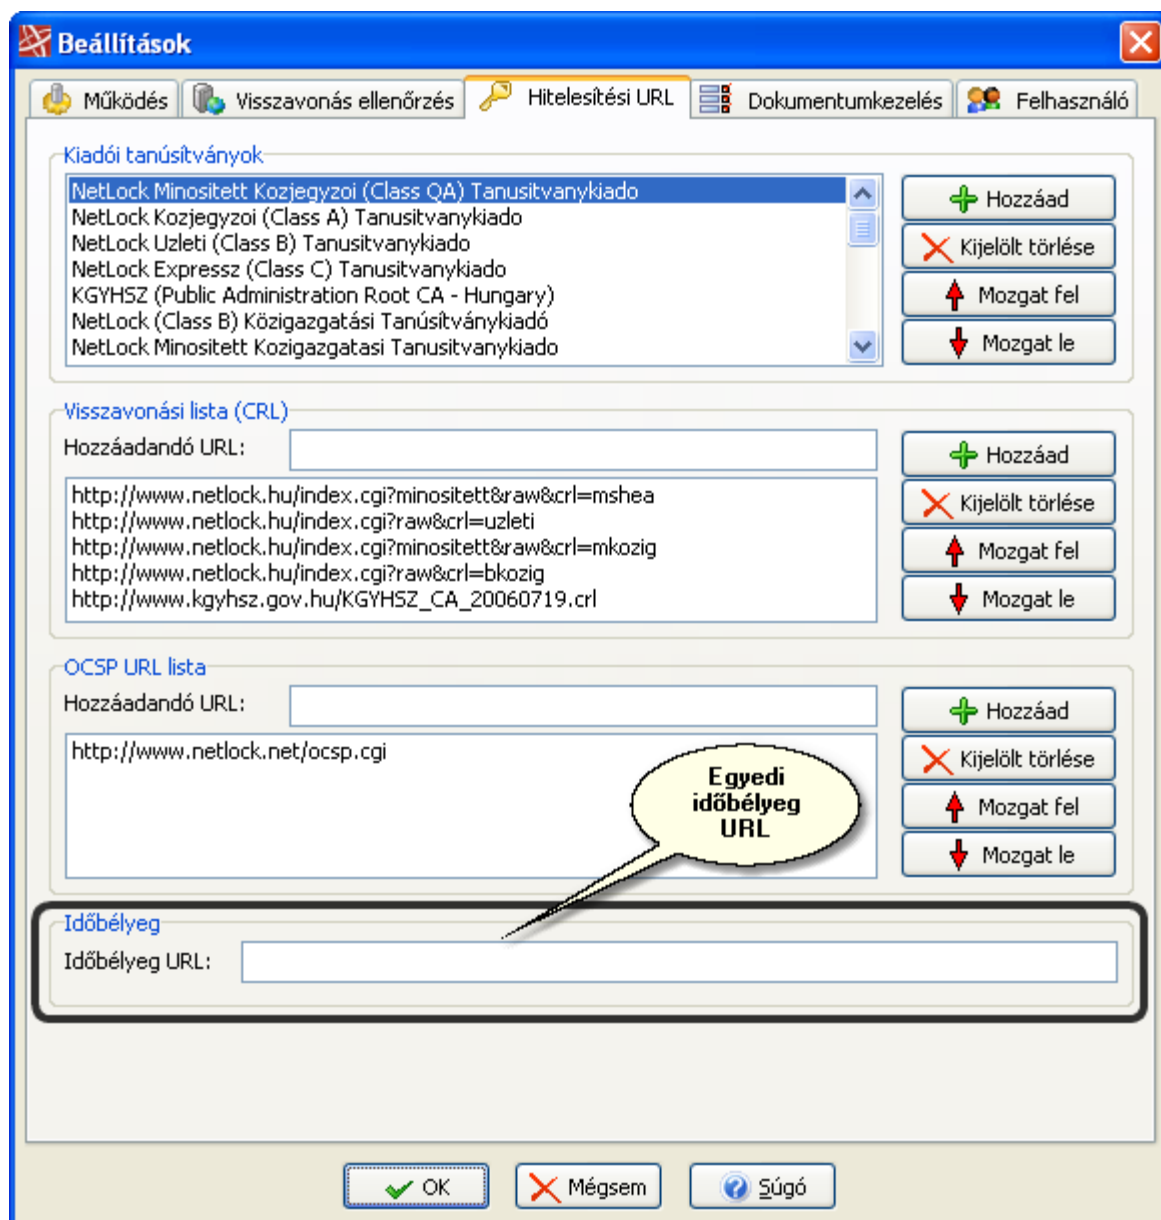 Beállítások
Működés
Visszavonás ellenőrzés
Hitelesítési URL
Dokumentumkezelés
Felhasználó
Kiadói tanúsítványok
NetLock Minositett Kozjegyzoi (Class QA) Tanusitvanykiado
NetLock Kozjegyzoi (Class A) Tanusitvanykiado
NetLock Uzleti (Class B) Tanusitvanykiado
NetLock Expressz (Class C) Tanusitvanykiado
KGYHSZ (Public Administration Root CA - Hungary)
NetLock (Class B) Közigazgatási Tanúsítványkiadó
NetLock Minositett Kozigazgatasi Tanusitvanykiado
Hozzáad
Kijelölt törlése
Mozgat fel
Mozgat le
Visszavonási lista (CRL)
Hozzáadandó URL:
http://www.netlock.hu/index.cgi?minositett&raw&crl=mshea
http://www.netlock.hu/index.cgi?raw&crl=uzleti
http://www.netlock.hu/index.cgi?minositett&raw&crl=mkozig
http://www.netlock.hu/index.cgi?raw&crl=bkozig
http://www.kgyhsz.gov.hu/KGYHSZ_CA_20060719.crl
Hozzáad
Kijelölt törlése
Mozgat fel
Mozgat le
OCSP URL lista
Hozzáadandó URL:
http://www.netlock.net/ocsp.cgi
Hozzáad
Kijelölt törlése
Mozgat fel
Mozgat le
Egyedi
időbélyeg
URL
Időbélyeg
Időbélyeg URL:
OK
Mégsem
Súgó